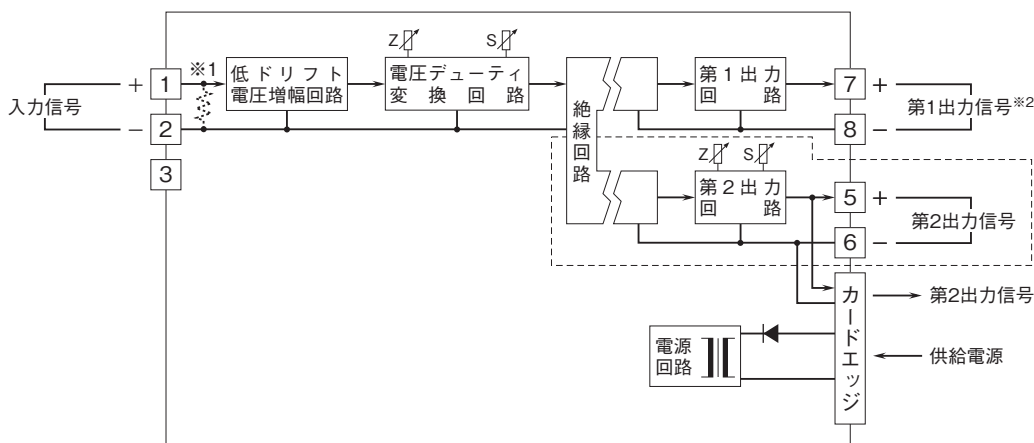 Z
S
※1
低ドリフト
電圧増幅回路
電圧デューティ
変換回路
第1出力
回路
+
1
入力信号
−
2
3
絶縁回路
7
+
第1出力信号※2
8
−
Z
S
第2出力
回路
5
+
第2出力信号
6
−
カードエッジ
第2出力信号
電源
回路
供給電源